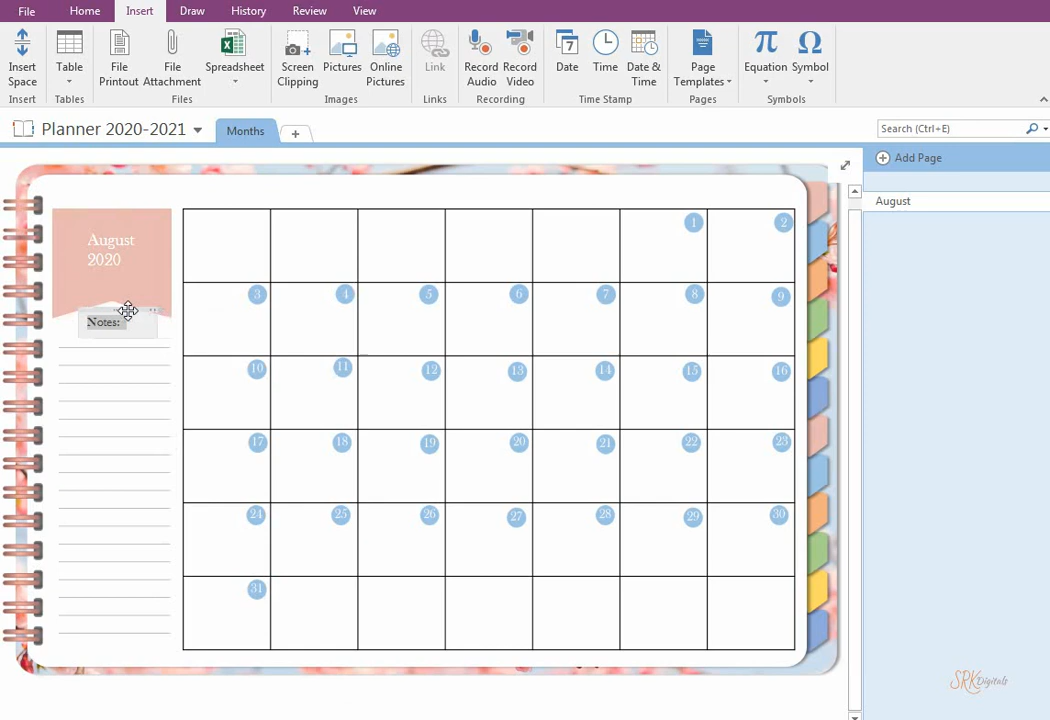 File Home Insert Draw History Review View
Insert Space
Table
File Printout
File Attachment
Spreadsheet
Screen Clipping
Pictures
Online Pictures
Link
Record Audio
Record Video
Date
Time
Date & Time
Page Templates
Equation
Symbol
Insert Tables Files Images Links Recording Time Stamp Pages Symbols
Planner 2020-2021
Months
+
Search (Ctrl+E)
Add Page
August
August
2020
Notes:
1 2
3 4 5 6 7 8 9
10 11 12 13 14 15 16
17 18 19 20 21 22 23
24 25 26 27 28 29 30
31
SRK Digitals